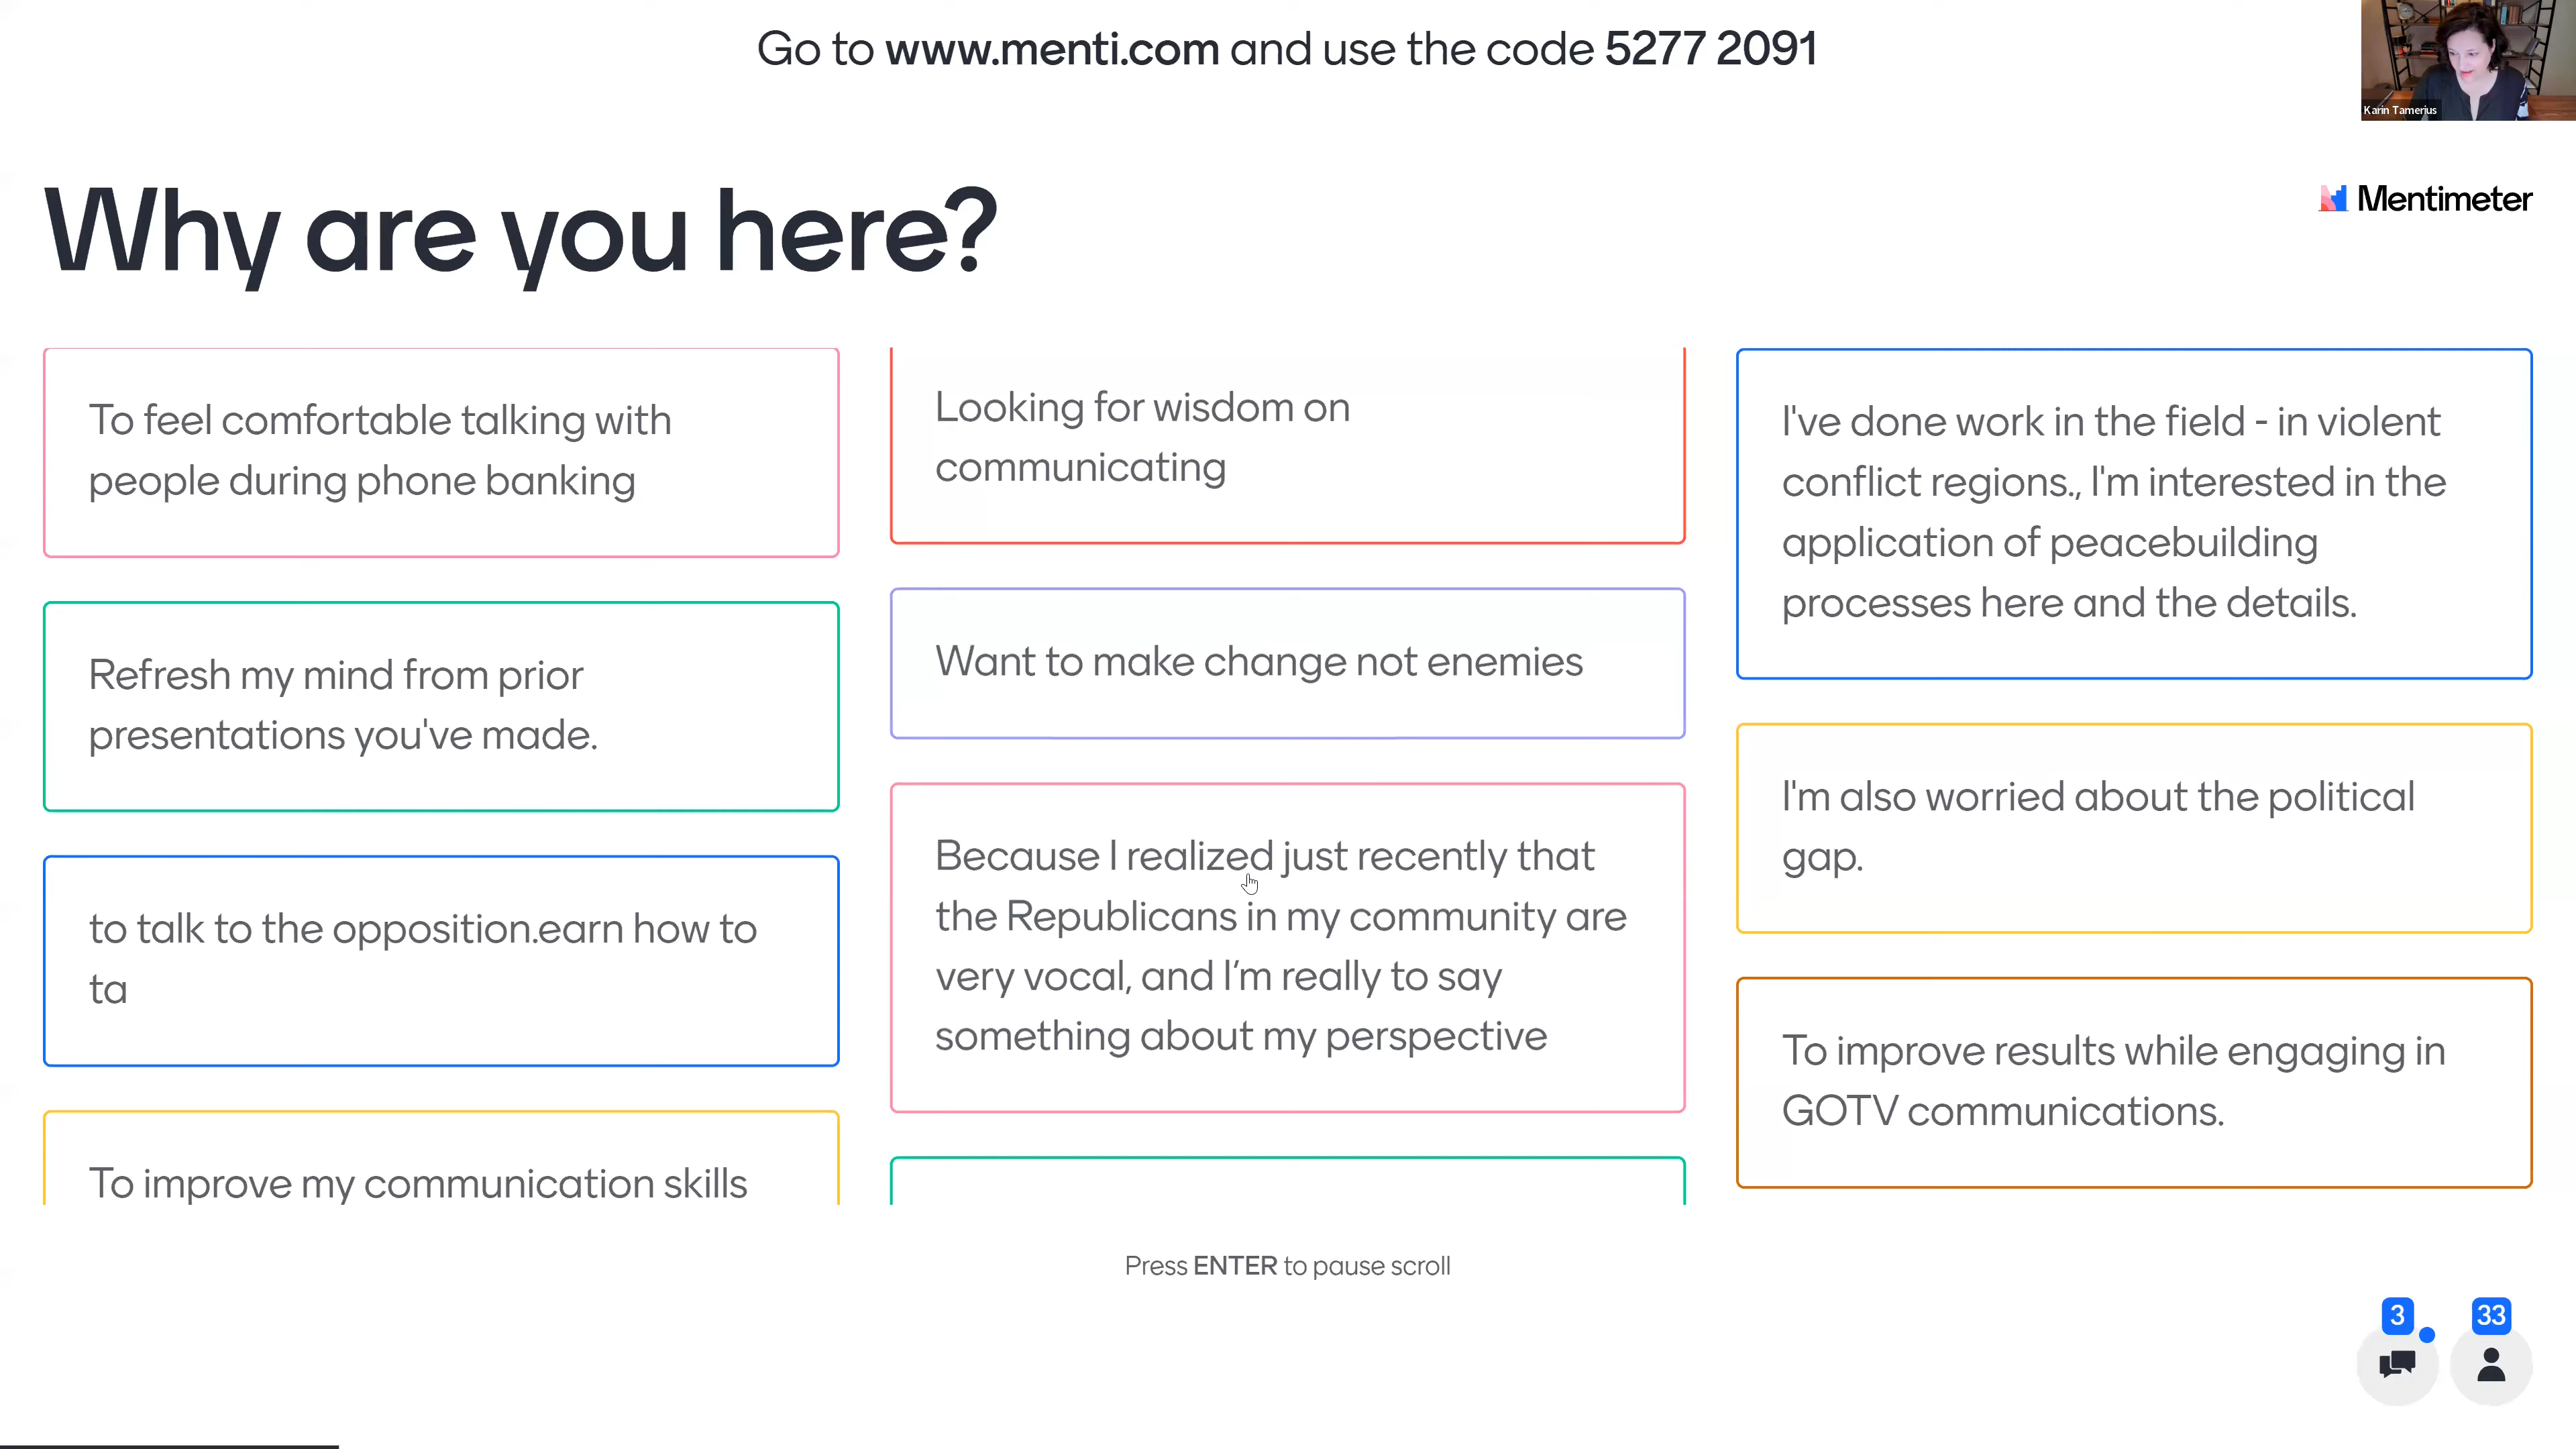 Go to www.menti.com and use the code 5277 2091
Karin Tamerius
Why are you here?
Mentimeter
To feel comfortable talking with
people during phone banking
Refresh my mind from prior
presentations you've made.
to talk to the opposition.earn how to
ta
To improve my communication skills
Looking for wisdom on
communicating
Want to make change not enemies
Because I realized just recently that
the Republicans in my community are
very vocal, and I’m really to say
something about my perspective
I've done work in the field - in violent
conflict regions., I'm interested in the
application of peacebuilding
processes here and the details.
I'm also worried about the political
gap.
To improve results while engaging in
GOTV communications.
Press ENTER to pause scroll
3
33